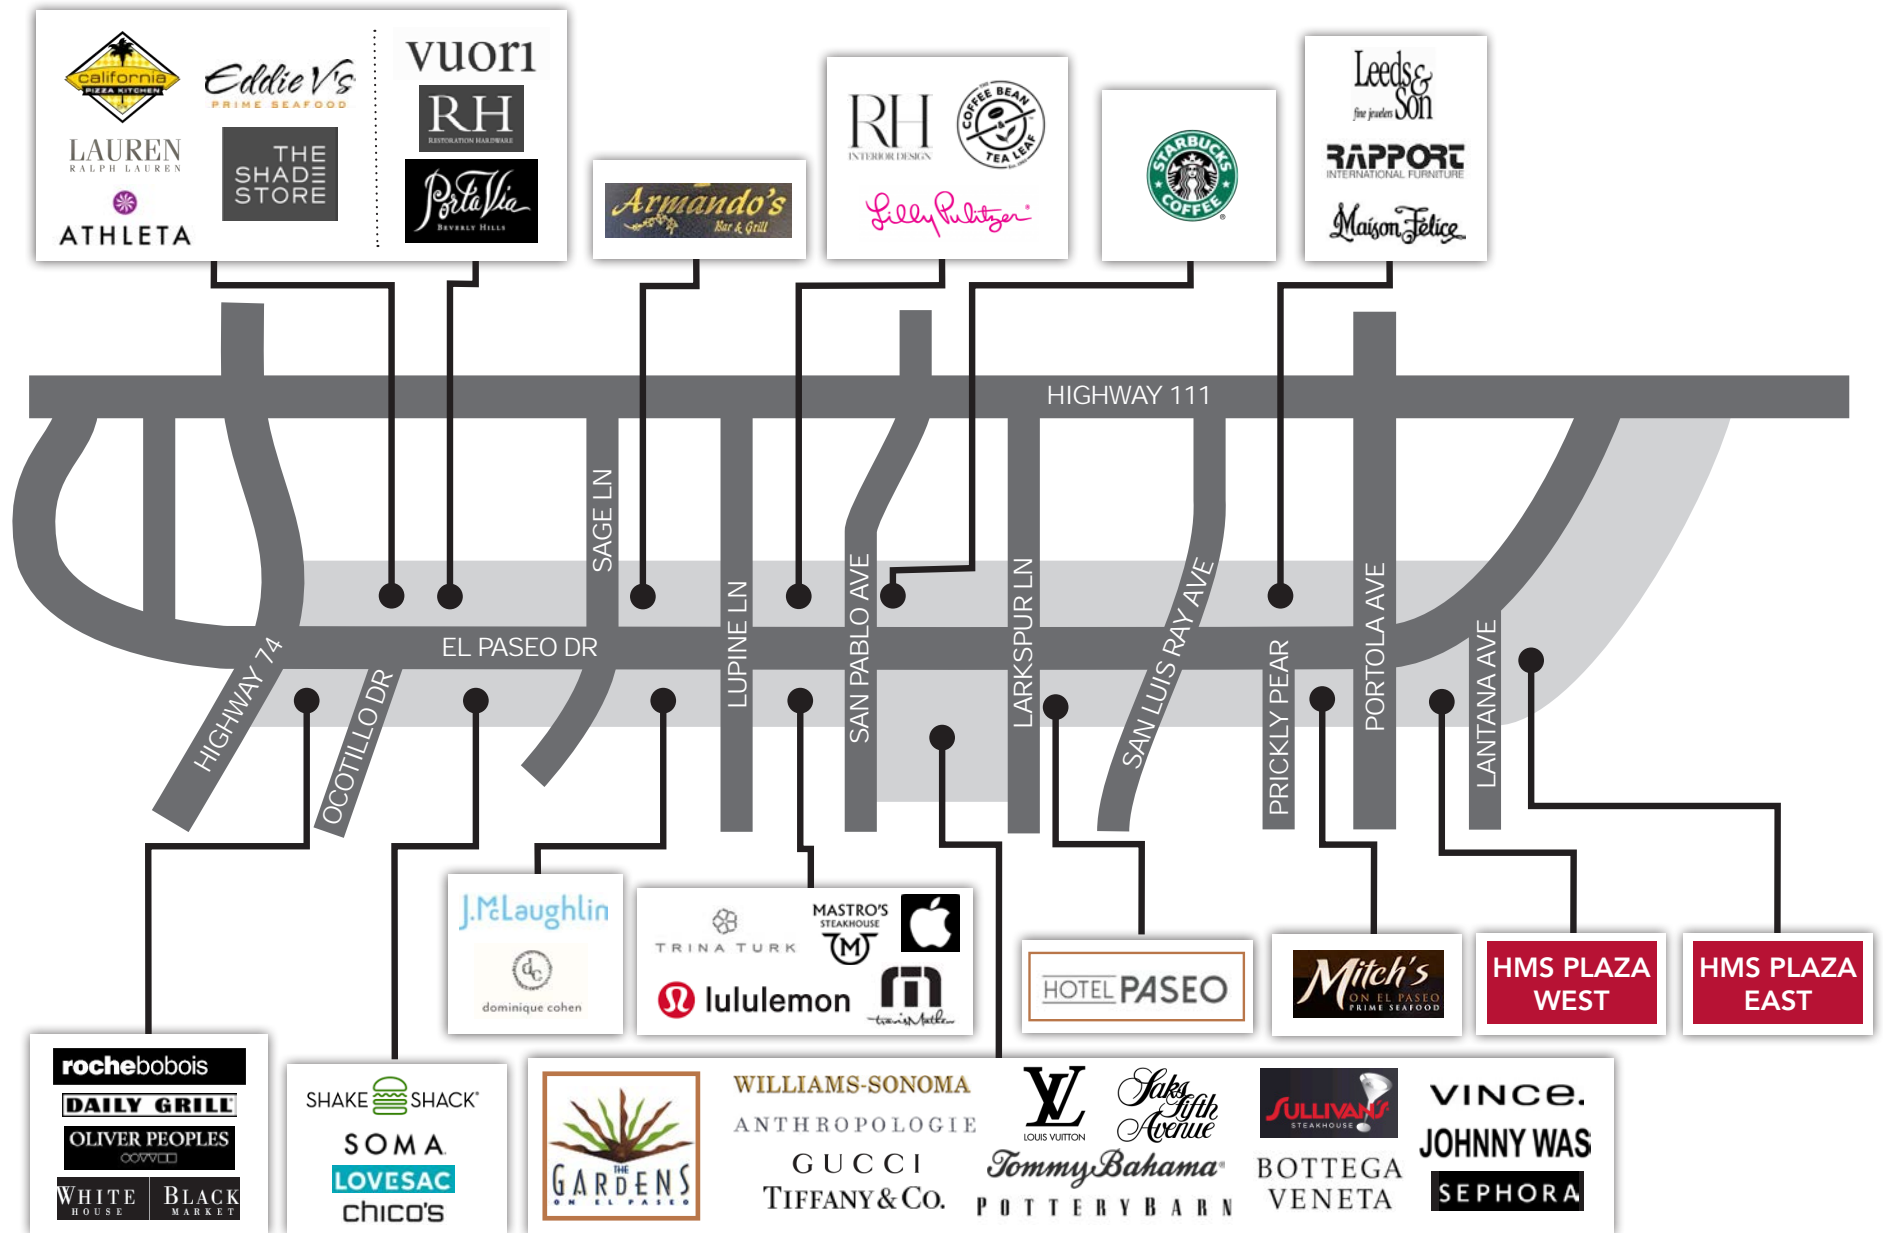 california
PIZZA KITCHEN
Eddie V's
PRIME SEAFOOD
LAUREN
RALPH LAUREN
THE
SHADE
STORE
ATHLETA
vuori
RH
RESTORATION HARDWARE
Porta Via
BEVERLY HILLS
Armando's
Bar & Grill
RH
INTERIOR DESIGN
THE
COFFEE BEAN
&
TEA LEAF
Lilly Pulitzer®
STARBUCKS
COFFEE
®
Leeds &
fine jewelers Son
RAPPORT
INTERNATIONAL FURNITURE
Maison Felice
HIGHWAY 111
SAGE LN
EL PASEO DR
HIGHWAY 74
OCOTILLO DR
LUPINE LN
SAN PABLO AVE
LARKSPUR LN
SAN LUIS RAY AVE
PRICKLY PEAR
PORTOLA AVE
LANTANA AVE
J.McLaughlin
dc
dominique cohen
TRINA TURK
MASTRO'S
STEAKHOUSE
M
lululemon
travisMathew
HOTEL PASEO
Mitch's
ON EL PASEO
PRIME SEAFOOD
HMS PLAZA
WEST
HMS PLAZA
EAST
rochebobois
DAILY GRILL
OLIVER PEOPLES
WHITE BLACK
HOUSE MARKET
SHAKE SHACK®
SOMA
LOVESAC
chico's
THE
GARDENS
ON EL PASEO
WILLIAMS-SONOMA
ANTHROPOLOGIE
GUCCI
TIFFANY & CO.
LV
LOUIS VUITTON
Saks
Fifth
Avenue
Tommy Bahama®
POTTERY BARN
SULLIVAN'S
STEAKHOUSE
BOTTEGA
VENETA
VINCE.
JOHNNY WAS
SEPHORA